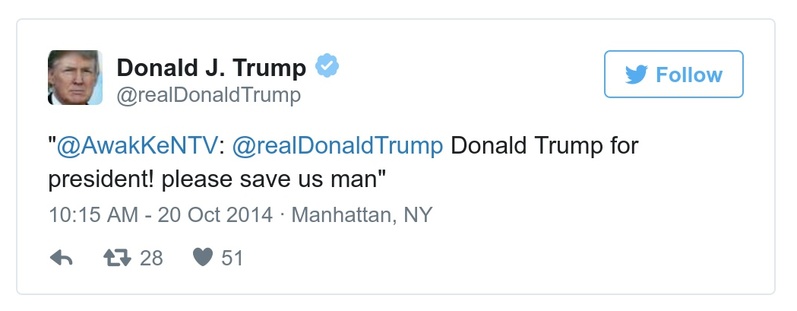 Donald J. Trump
@realDonaldTrump
Follow
"@AwakKeNTV: @realDonaldTrump Donald Trump for
president! please save us man"
10:15 AM - 20 Oct 2014 · Manhattan, NY
28 51